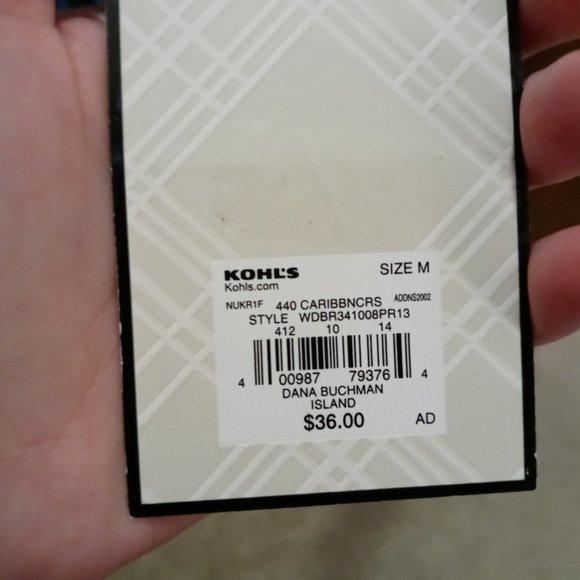 KOHL'S SIZE M
Kohls.com
NUKR1F 440 CARIBBNCRS ADDNS2002
STYLE WDBR341008PR13
412 10 14
4 00987 79376 4
DANA BUCHMAN
ISLAND
$36.00 AD